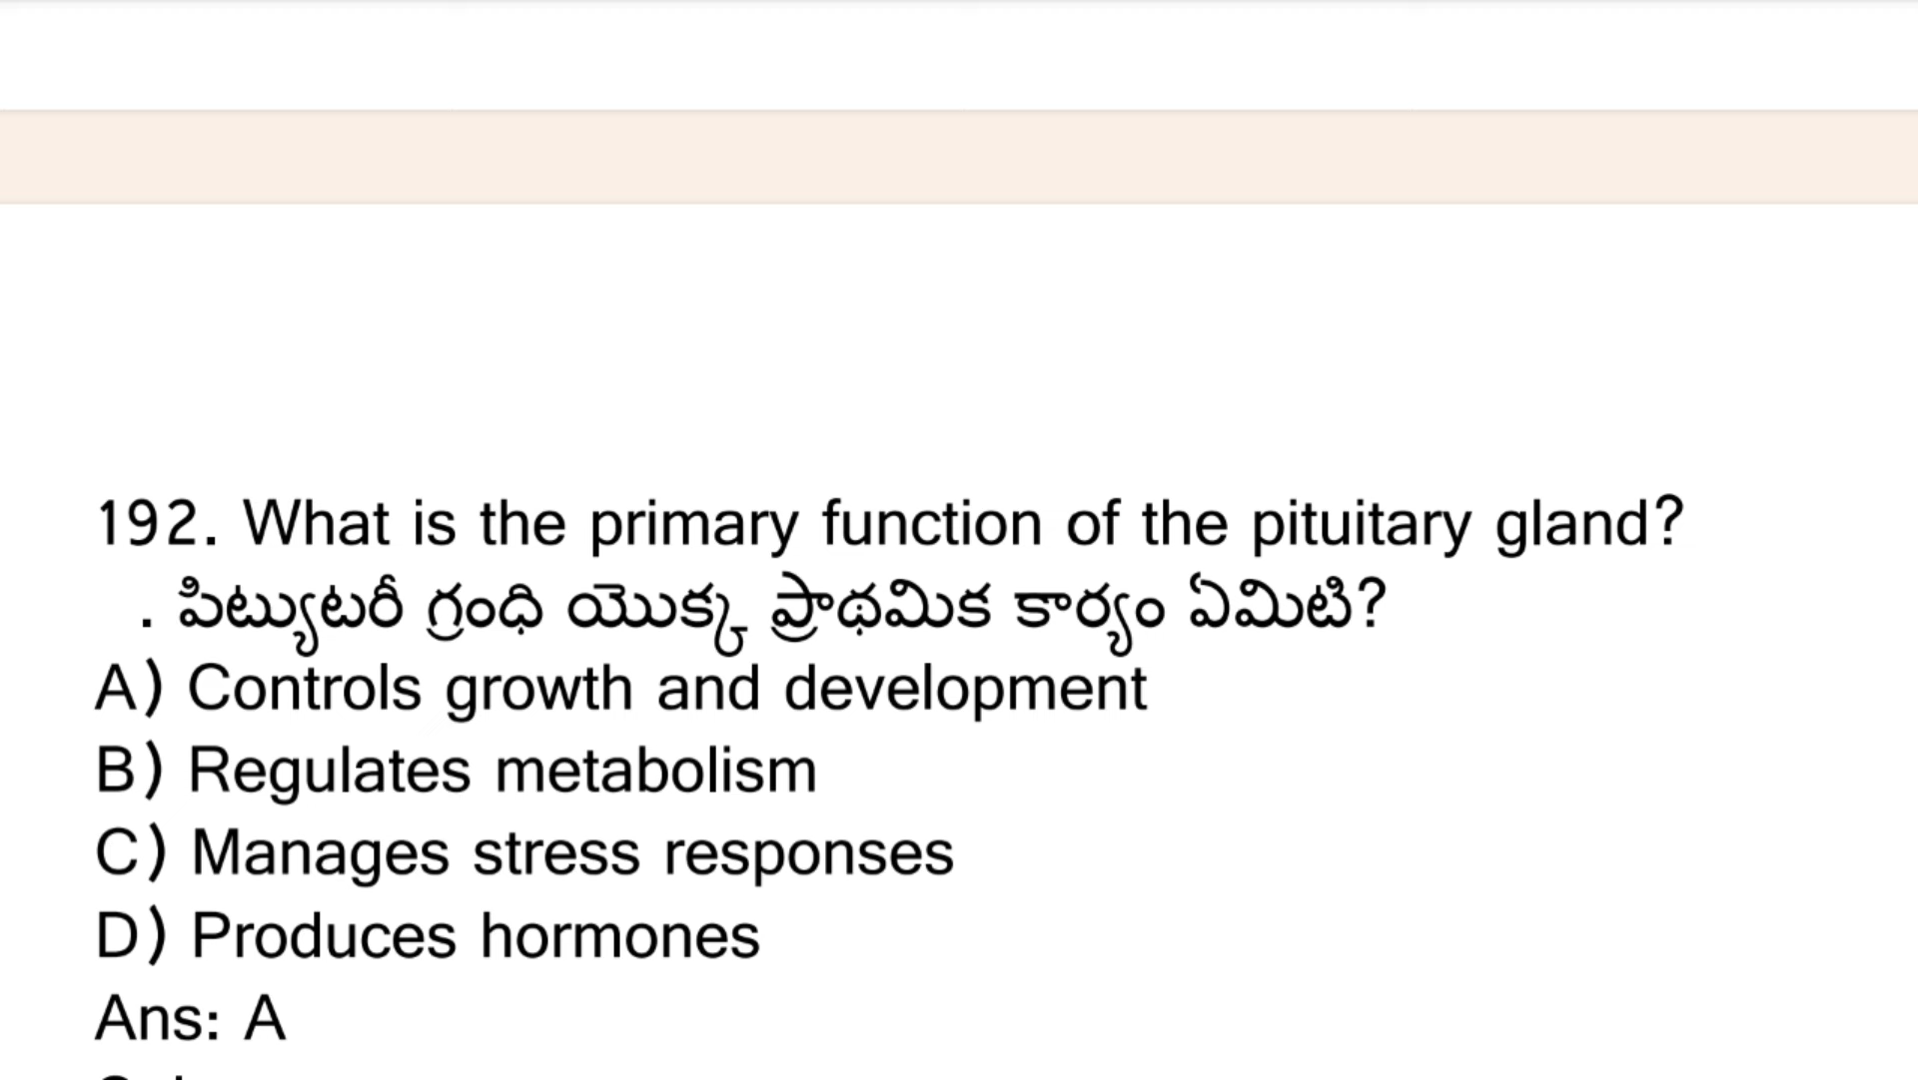 192. What is the primary function of the pituitary gland?
. పిట్యుటరీ గ్రంధి యొక్క ప్రాథమిక కార్యం ఏమిటి?
A) Controls growth and development
B) Regulates metabolism
C) Manages stress responses
D) Produces hormones
Ans: A